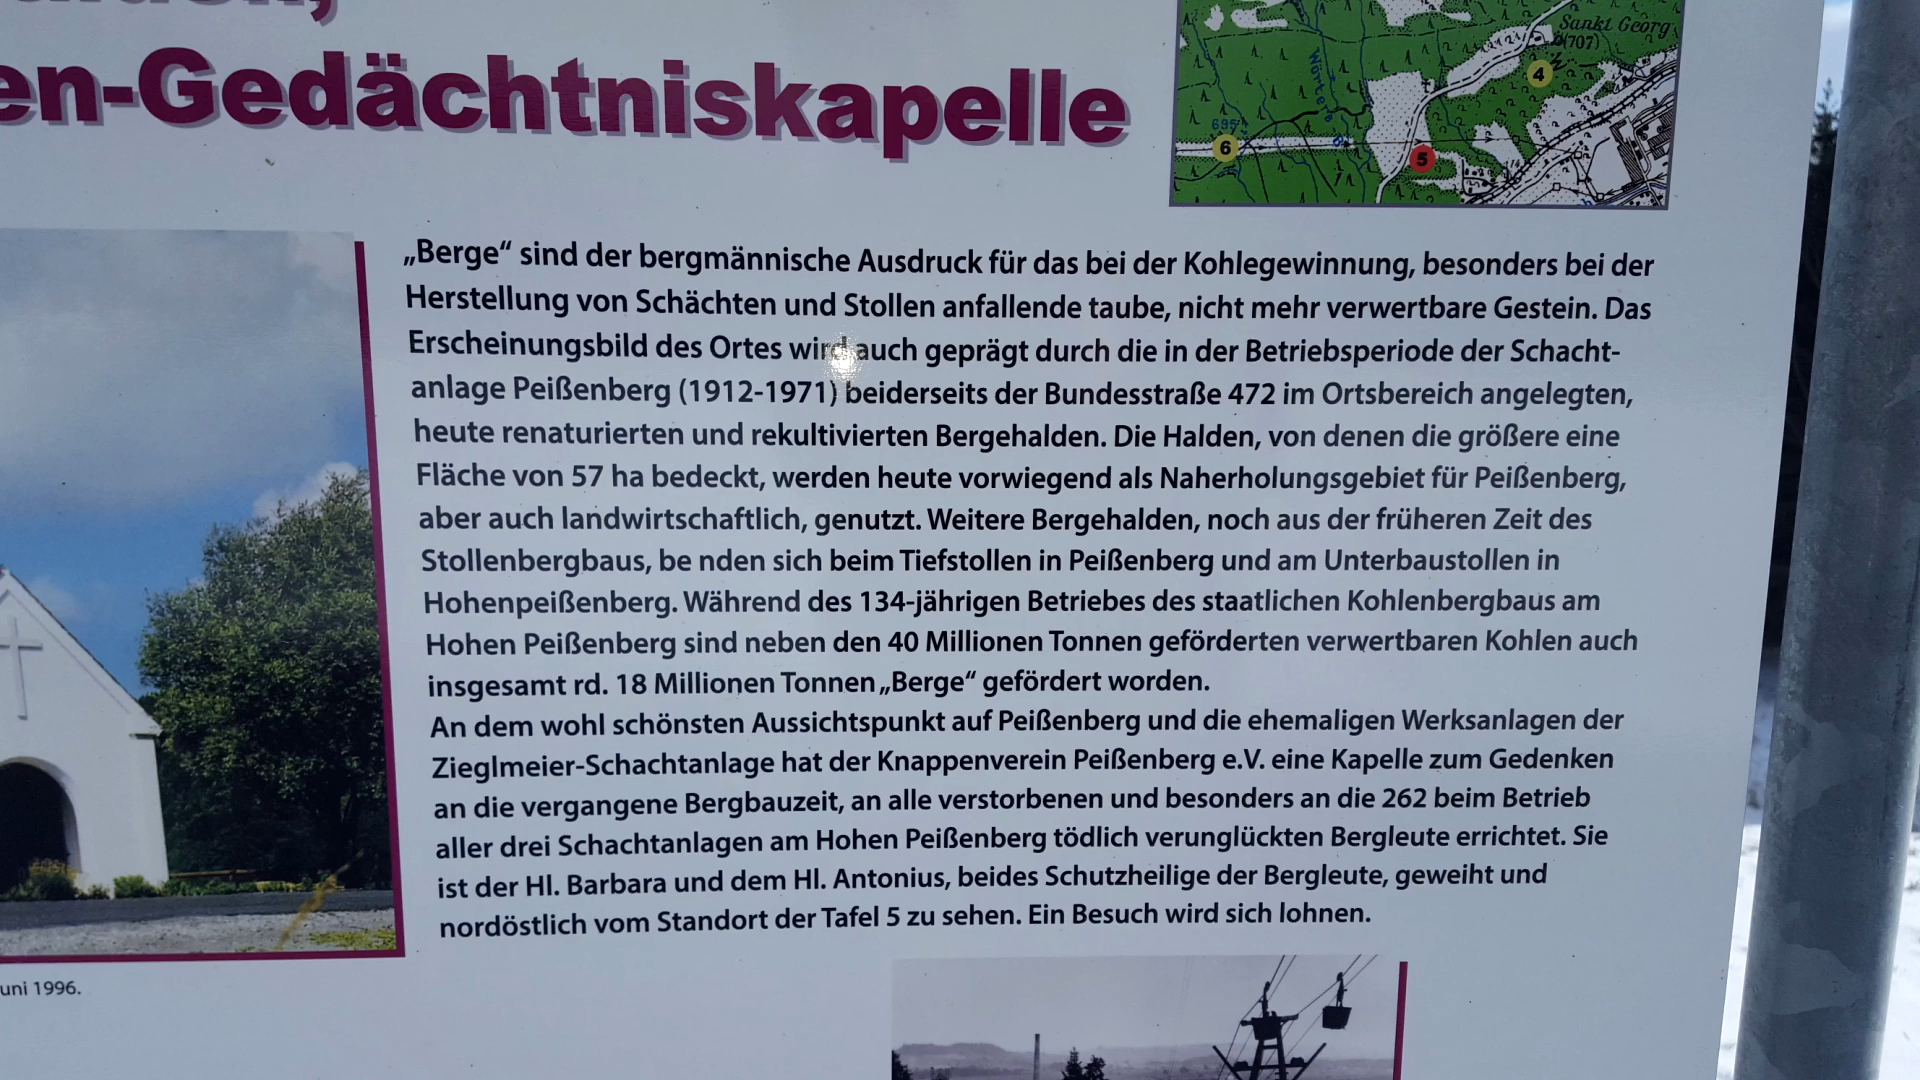 en-Gedächtniskapelle
Sankt Georg
(707)
4
695
6
5
„Berge“ sind der bergmännische Ausdruck für das bei der Kohlegewinnung, besonders bei der
Herstellung von Schächten und Stollen anfallende taube, nicht mehr verwertbare Gestein. Das
Erscheinungsbild des Ortes wird auch geprägt durch die in der Betriebsperiode der Schacht-
anlage Peißenberg (1912-1971) beiderseits der Bundesstraße 472 im Ortsbereich angelegten,
heute renaturierten und rekultivierten Bergehalden. Die Halden, von denen die größere eine
Fläche von 57 ha bedeckt, werden heute vorwiegend als Naherholungsgebiet für Peißenberg,
aber auch landwirtschaftlich, genutzt. Weitere Bergehalden, noch aus der früheren Zeit des
Stollenbergbaus, be nden sich beim Tiefstollen in Peißenberg und am Unterbaustollen in
Hohenpeißenberg. Während des 134-jährigen Betriebes des staatlichen Kohlenbergbaus am
Hohen Peißenberg sind neben den 40 Millionen Tonnen geförderten verwertbaren Kohlen auch
insgesamt rd. 18 Millionen Tonnen „Berge“ gefördert worden.
An dem wohl schönsten Aussichtspunkt auf Peißenberg und die ehemaligen Werksanlagen der
Zieglmeier-Schachtanlage hat der Knappenverein Peißenberg e.V. eine Kapelle zum Gedenken
an die vergangene Bergbauzeit, an alle verstorbenen und besonders an die 262 beim Betrieb
aller drei Schachtanlagen am Hohen Peißenberg tödlich verunglückten Bergleute errichtet. Sie
ist der Hl. Barbara und dem Hl. Antonius, beides Schutzheilige der Bergleute, geweiht und
nordöstlich vom Standort der Tafel 5 zu sehen. Ein Besuch wird sich lohnen.
uni 1996.